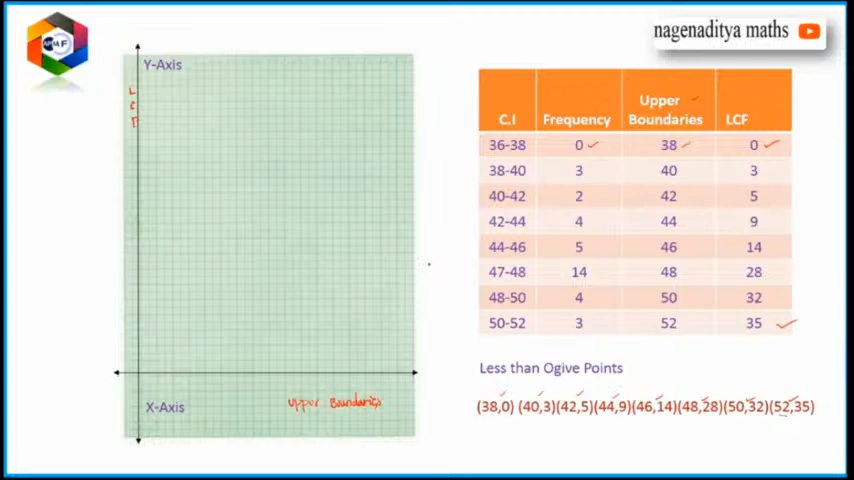 nagenaditya maths
APMF
Y-Axis
L
C
F
C.I Frequency Upper Boundaries LCF
36-38 0 38 0
38-40 3 40 3
40-42 2 42 5
42-44 4 44 9
44-46 5 46 14
47-48 14 48 28
48-50 4 50 32
50-52 3 52 35
Less than Ogive Points
(38,0) (40,3)(42,5)(44,9)(46,14)(48,28)(50,32)(52,35)
X-Axis
Upper Boundaries